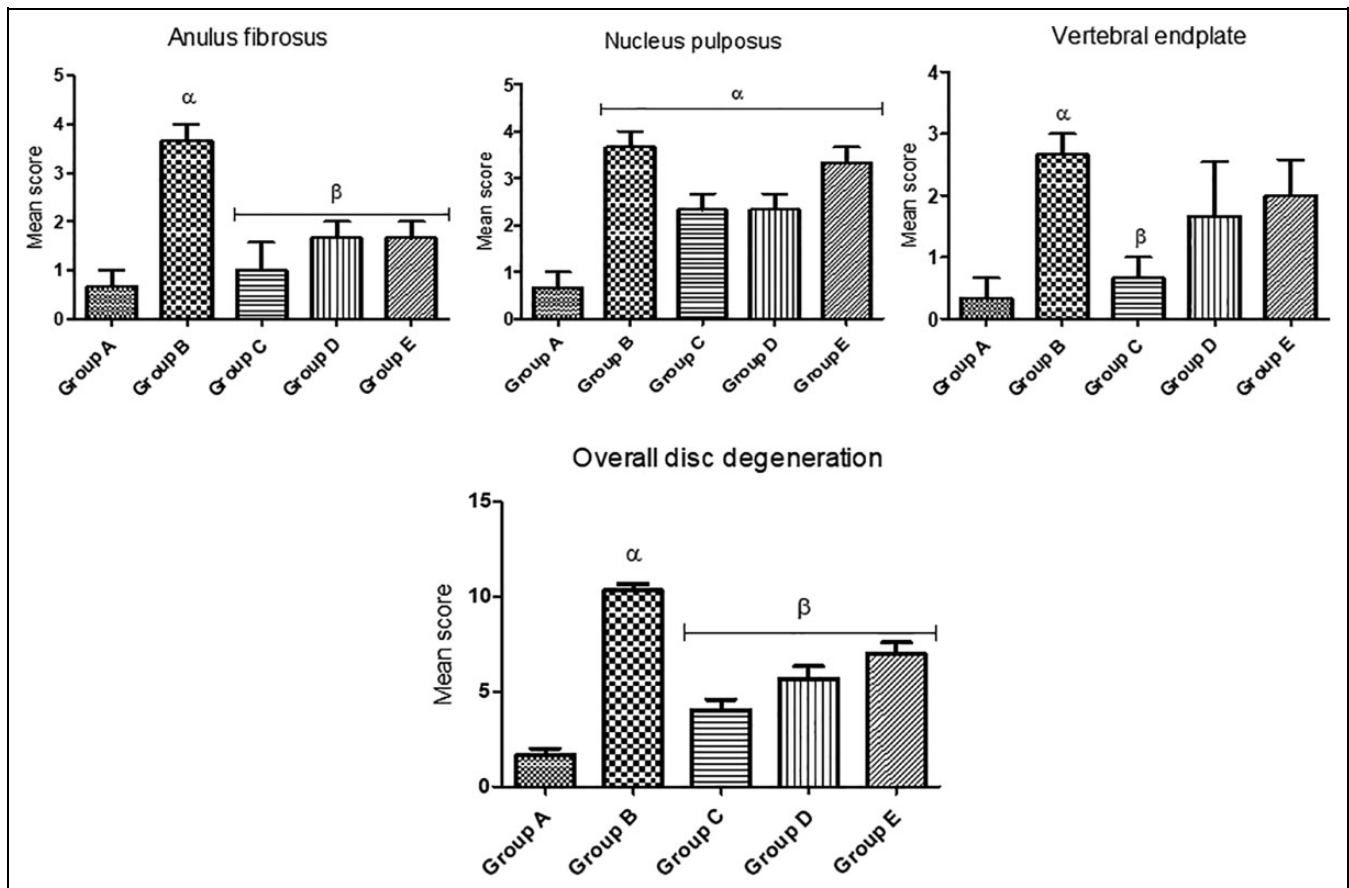 Anulus fibrosus
Mean score
5
4
3
2
1
0
α
β
Group A
Group B
Group C
Group D
Group E
Nucleus pulposus
Mean score
5
4
3
2
1
0
α
Group A
Group B
Group C
Group D
Group E
Vertebral endplate
Mean score
4
3
2
1
0
α
β
Group A
Group B
Group C
Group D
Group E
Overall disc degeneration
Mean score
15
10
5
0
α
β
Group A
Group B
Group C
Group D
Group E